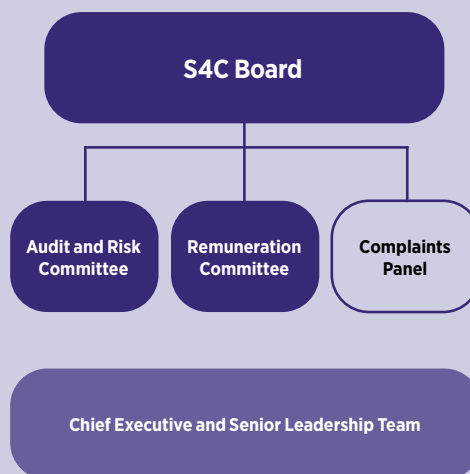 S4C Board
Audit and Risk
Committee
Remuneration
Committee
Complaints
Panel
Chief Executive and Senior Leadership Team